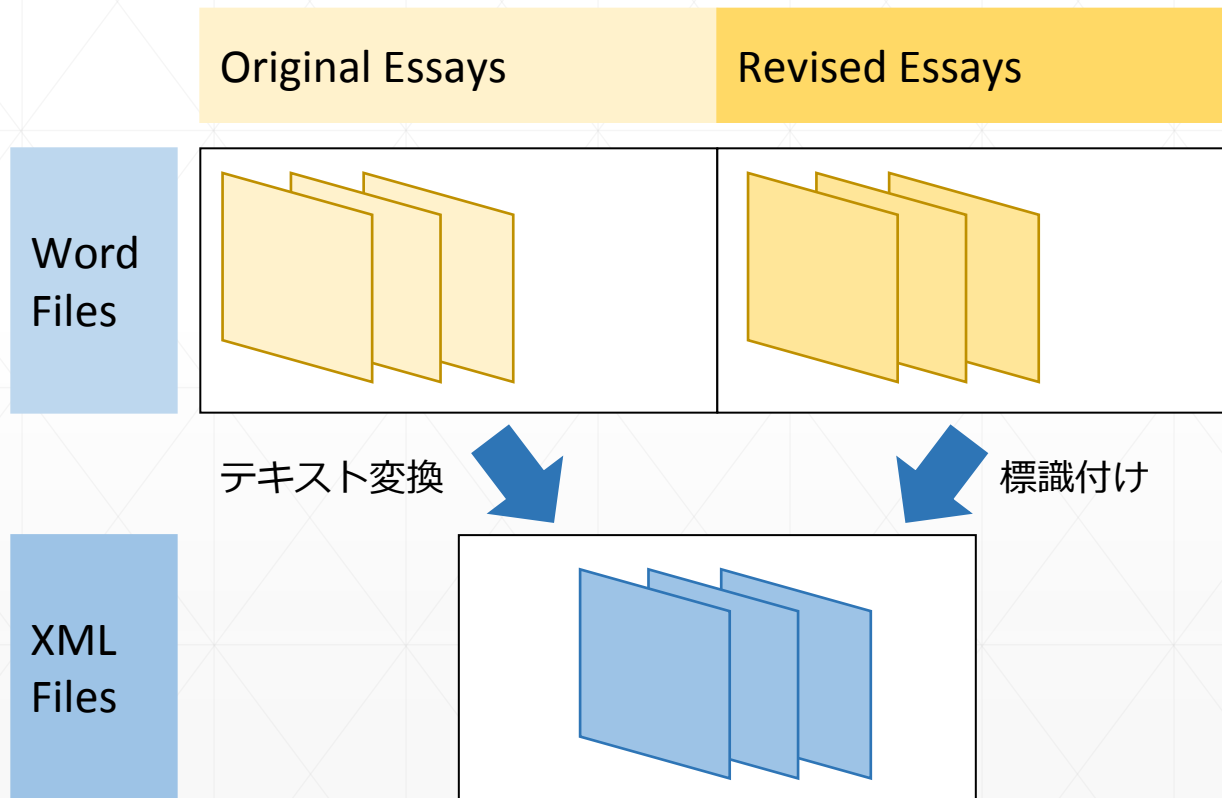 Original Essays
Revised Essays
Word
Files
テキスト変換
標識付け
XML
Files